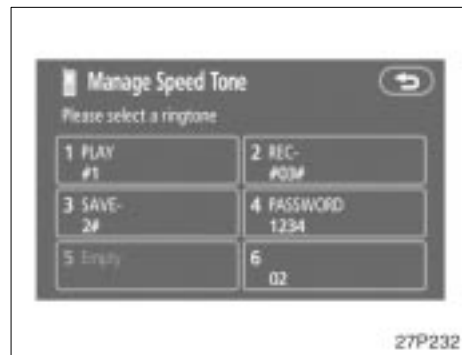 Manage Speed Tone
Please select a ringtone
1 PLAY
#1
2 REC-
#03#
3 SAVE-
2#
4 PASSWORD
1234
5 Empty
6
02
27P232